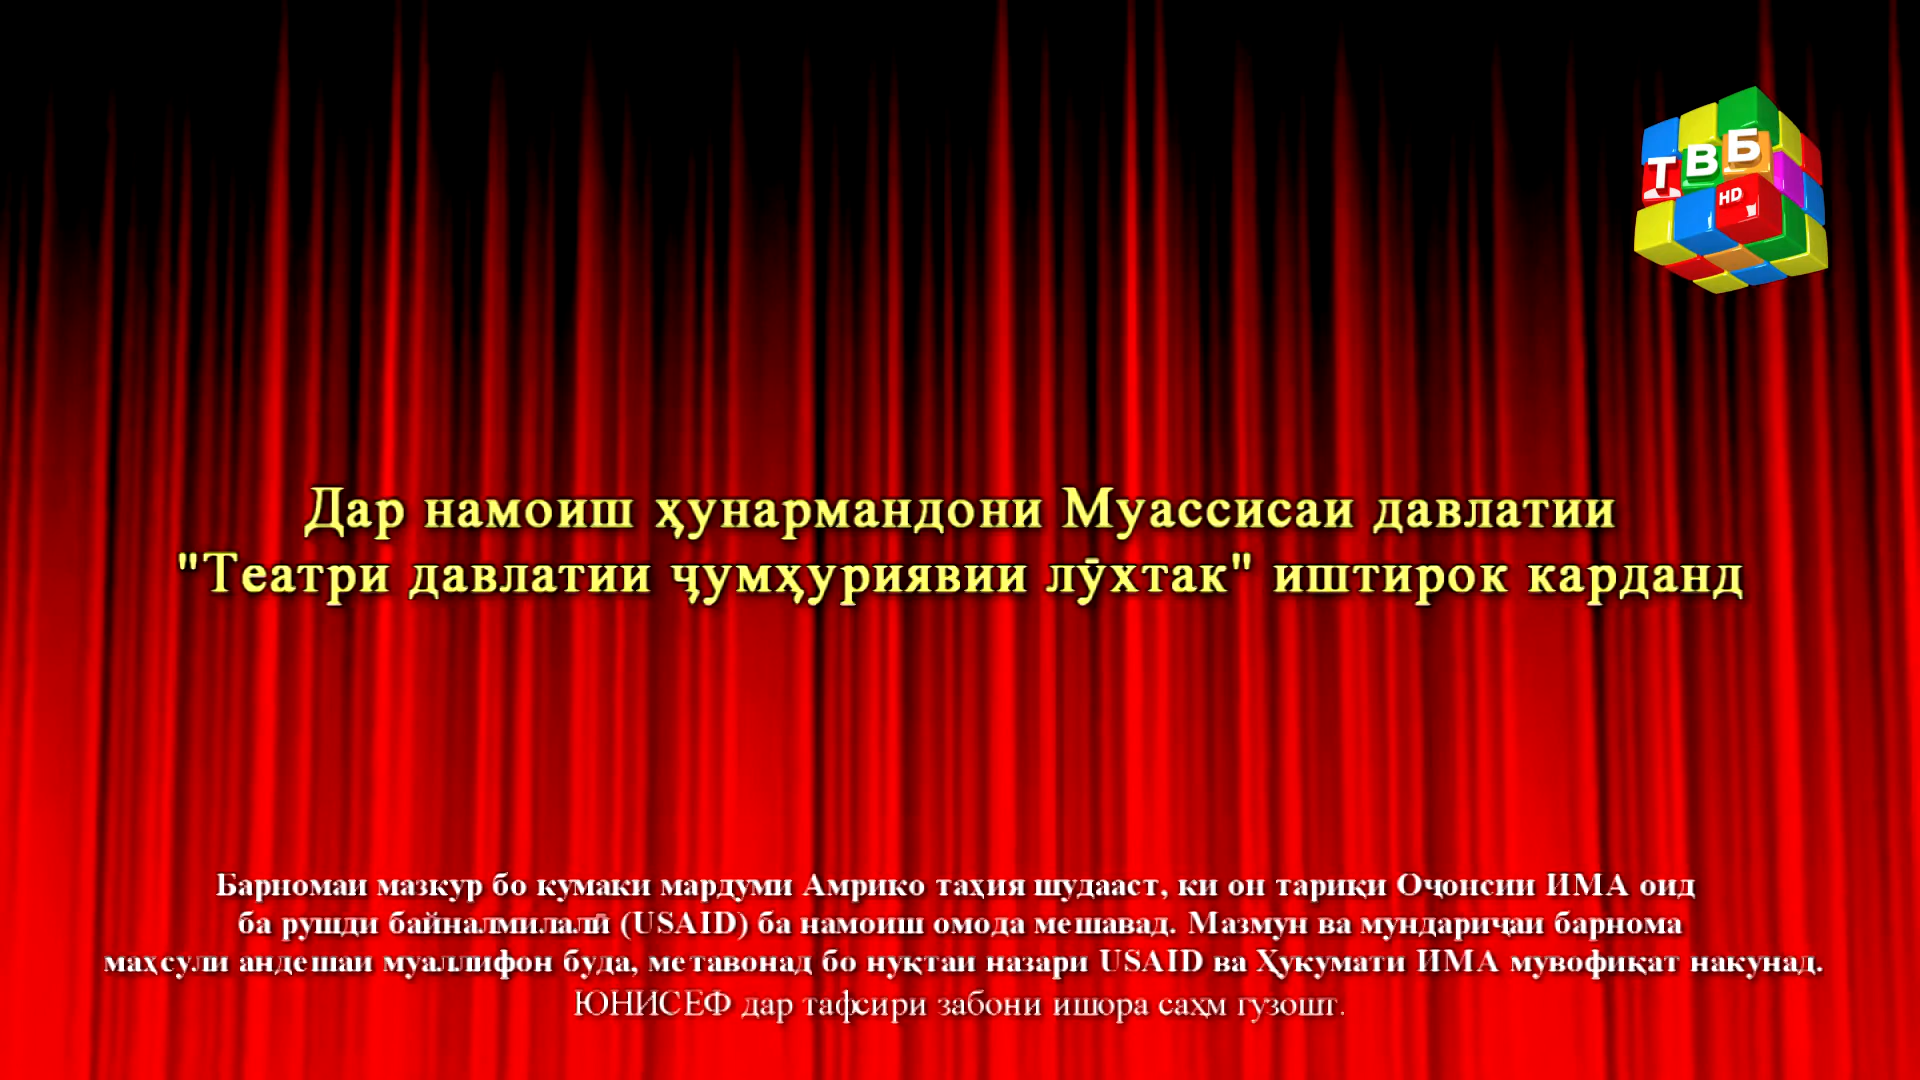 ТВБ
HD
Дар намоиш ҳунармандони Муассисаи давлатии
"Театри давлатии ҷумҳуриявии лӯхтак" иштирок карданд
Барномаи мазкур бо кумаки мардуми Амрико таҳия шудааст, ки он тариқи Оҷонсии ИМА оид
ба рушди байналмилалӣ (USAID) ба намоиш омода мешавад. Мазмун ва мундариҷаи барнома
маҳсули андешаи муаллифон буда, метавонад бо нуқтаи назари USAID ва Ҳукумати ИМА мувофиқат накунад.
ЮНИСЕФ дар тафсири забони ишора саҳм гузошт.